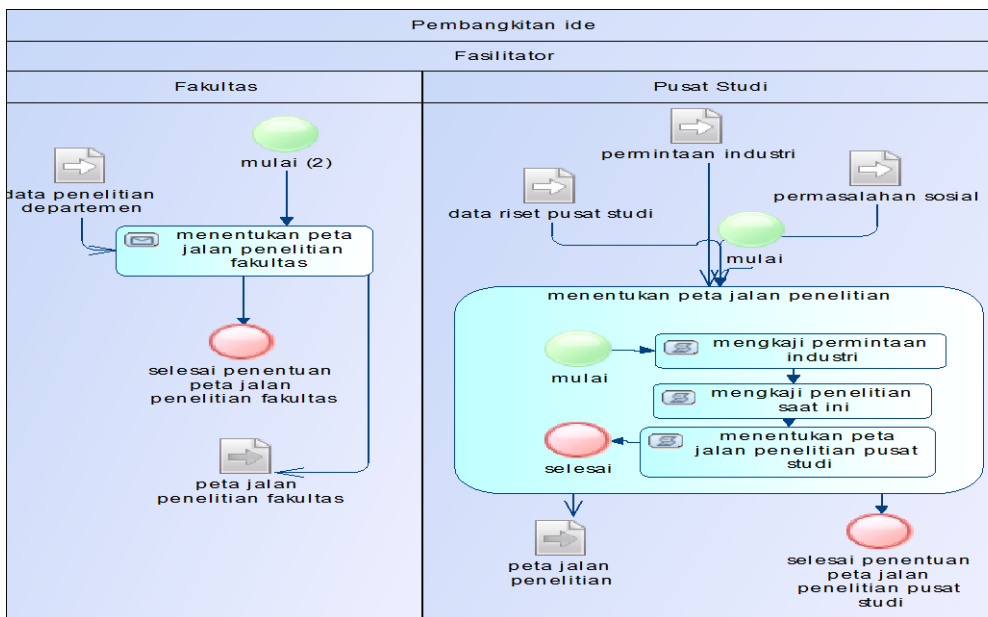 Pembangkitan ide
Fasilitator
Fakultas
Pusat Studi
mulai (2)
data penelitian
departemen
menentukan peta
jalan penelitian
fakultas
selesai penentuan
peta jalan
penelitian fakultas
peta jalan
penelitian fakultas
permintaan industri
data riset pusat studi
permasalahan sosial
mulai
menentukan peta jalan penelitian
mulai
mengkaji permintaan
industri
mengkaji penelitian
saat ini
menentukan peta
jalan penelitian pusat
studi
selesai
peta jalan
penelitian
selesai penentuan
peta jalan
penelitian pusat
studi